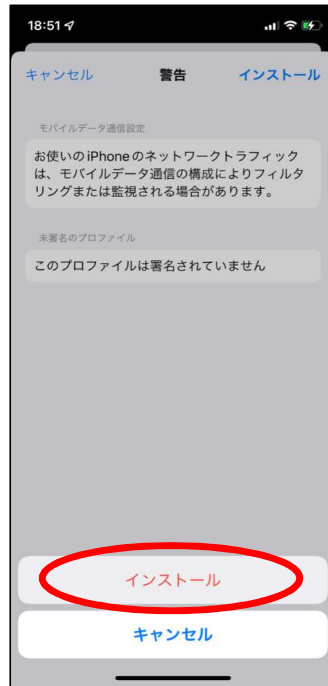 18:51
キャンセル 警告 インストール
モバイルデータ通信設定
お使いのiPhoneのネットワークトラフィック
は、モバイルデータ通信の構成によりフィルタ
リングまたは監視される場合があります。
未署名のプロファイル
このプロファイルは署名されていません
インストール
キャンセル